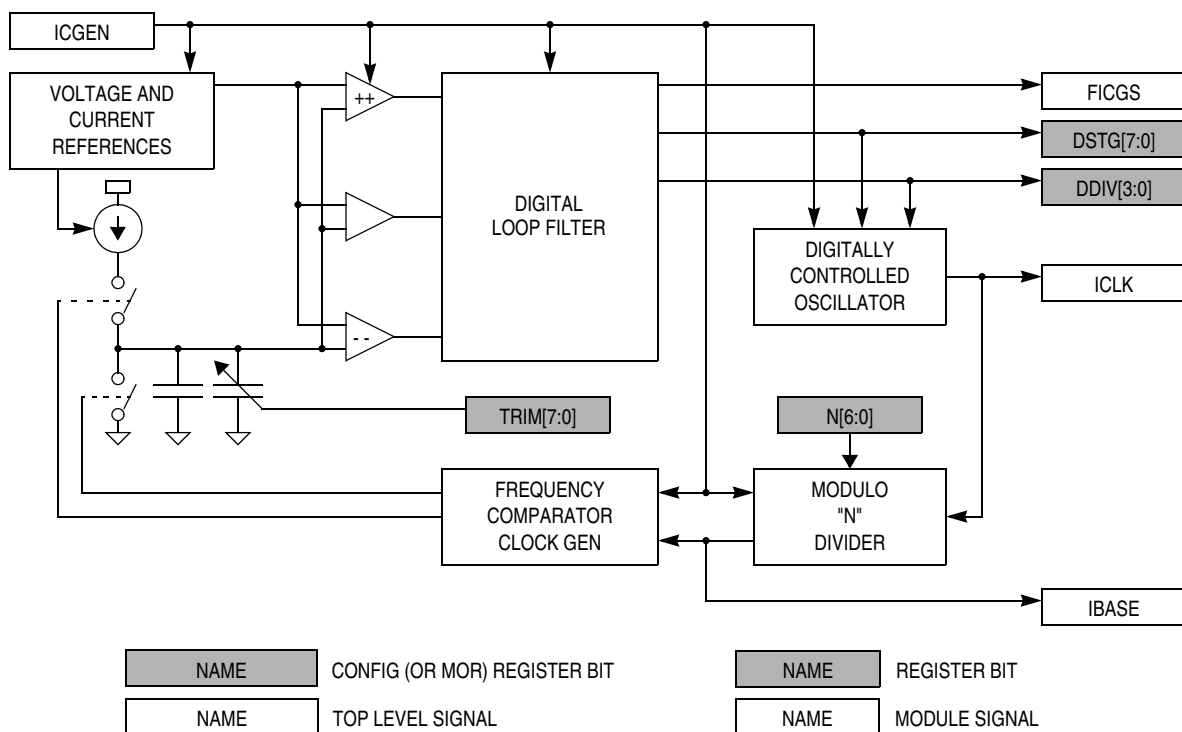 ICGEN
VOLTAGE AND
CURRENT
REFERENCES
++
- -
DIGITAL
LOOP FILTER
FICGS
DSTG[7:0]
DDIV[3:0]
DIGITALLY
CONTROLLED
OSCILLATOR
ICLK
TRIM[7:0]
N[6:0]
FREQUENCY
COMPARATOR
CLOCK GEN
MODULO
"N"
DIVIDER
IBASE
NAME CONFIG (OR MOR) REGISTER BIT
NAME REGISTER BIT
NAME TOP LEVEL SIGNAL
NAME MODULE SIGNAL